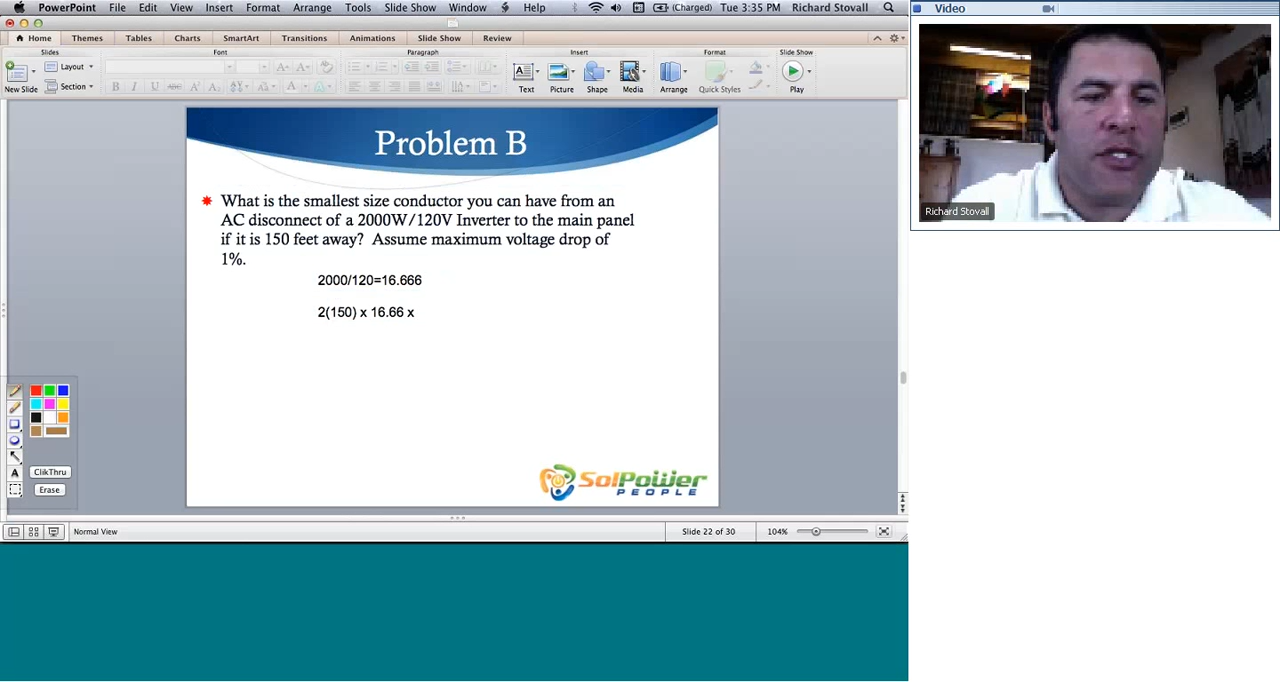 PowerPoint File Edit View Insert Format Arrange Tools Slide Show Window Help (Charged) Tue 3:35 PM Richard Stovall
Home Themes Tables Charts SmartArt Transitions Animations Slide Show Review
Slides Font Paragraph Insert Format Slide Show
New Slide Layout Section Text Picture Shape Media Arrange Quick Styles Play
Problem B
What is the smallest size conductor you can have from an
AC disconnect of a 2000W/120V Inverter to the main panel
if it is 150 feet away? Assume maximum voltage drop of
1%.
2000/120=16.666
2(150) x 16.66 x
SolPower
PEOPLE
ClikThru
Erase
Normal View Slide 22 of 30 104%
Video
Richard Stovall